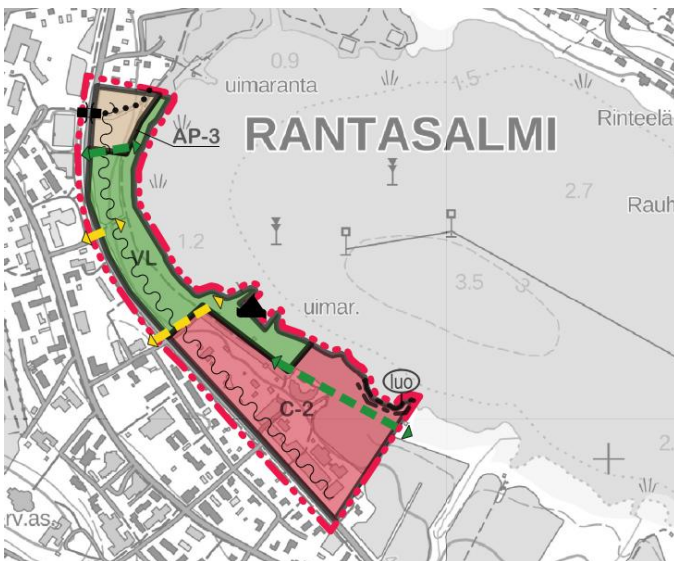 0.9
uimaranta
1.5
Rinteelä
AP-3
RANTASALMI
2.7
Rauh
1.2
VL
3.5
3
uimar.
luo
C-2
2.
rv.as.